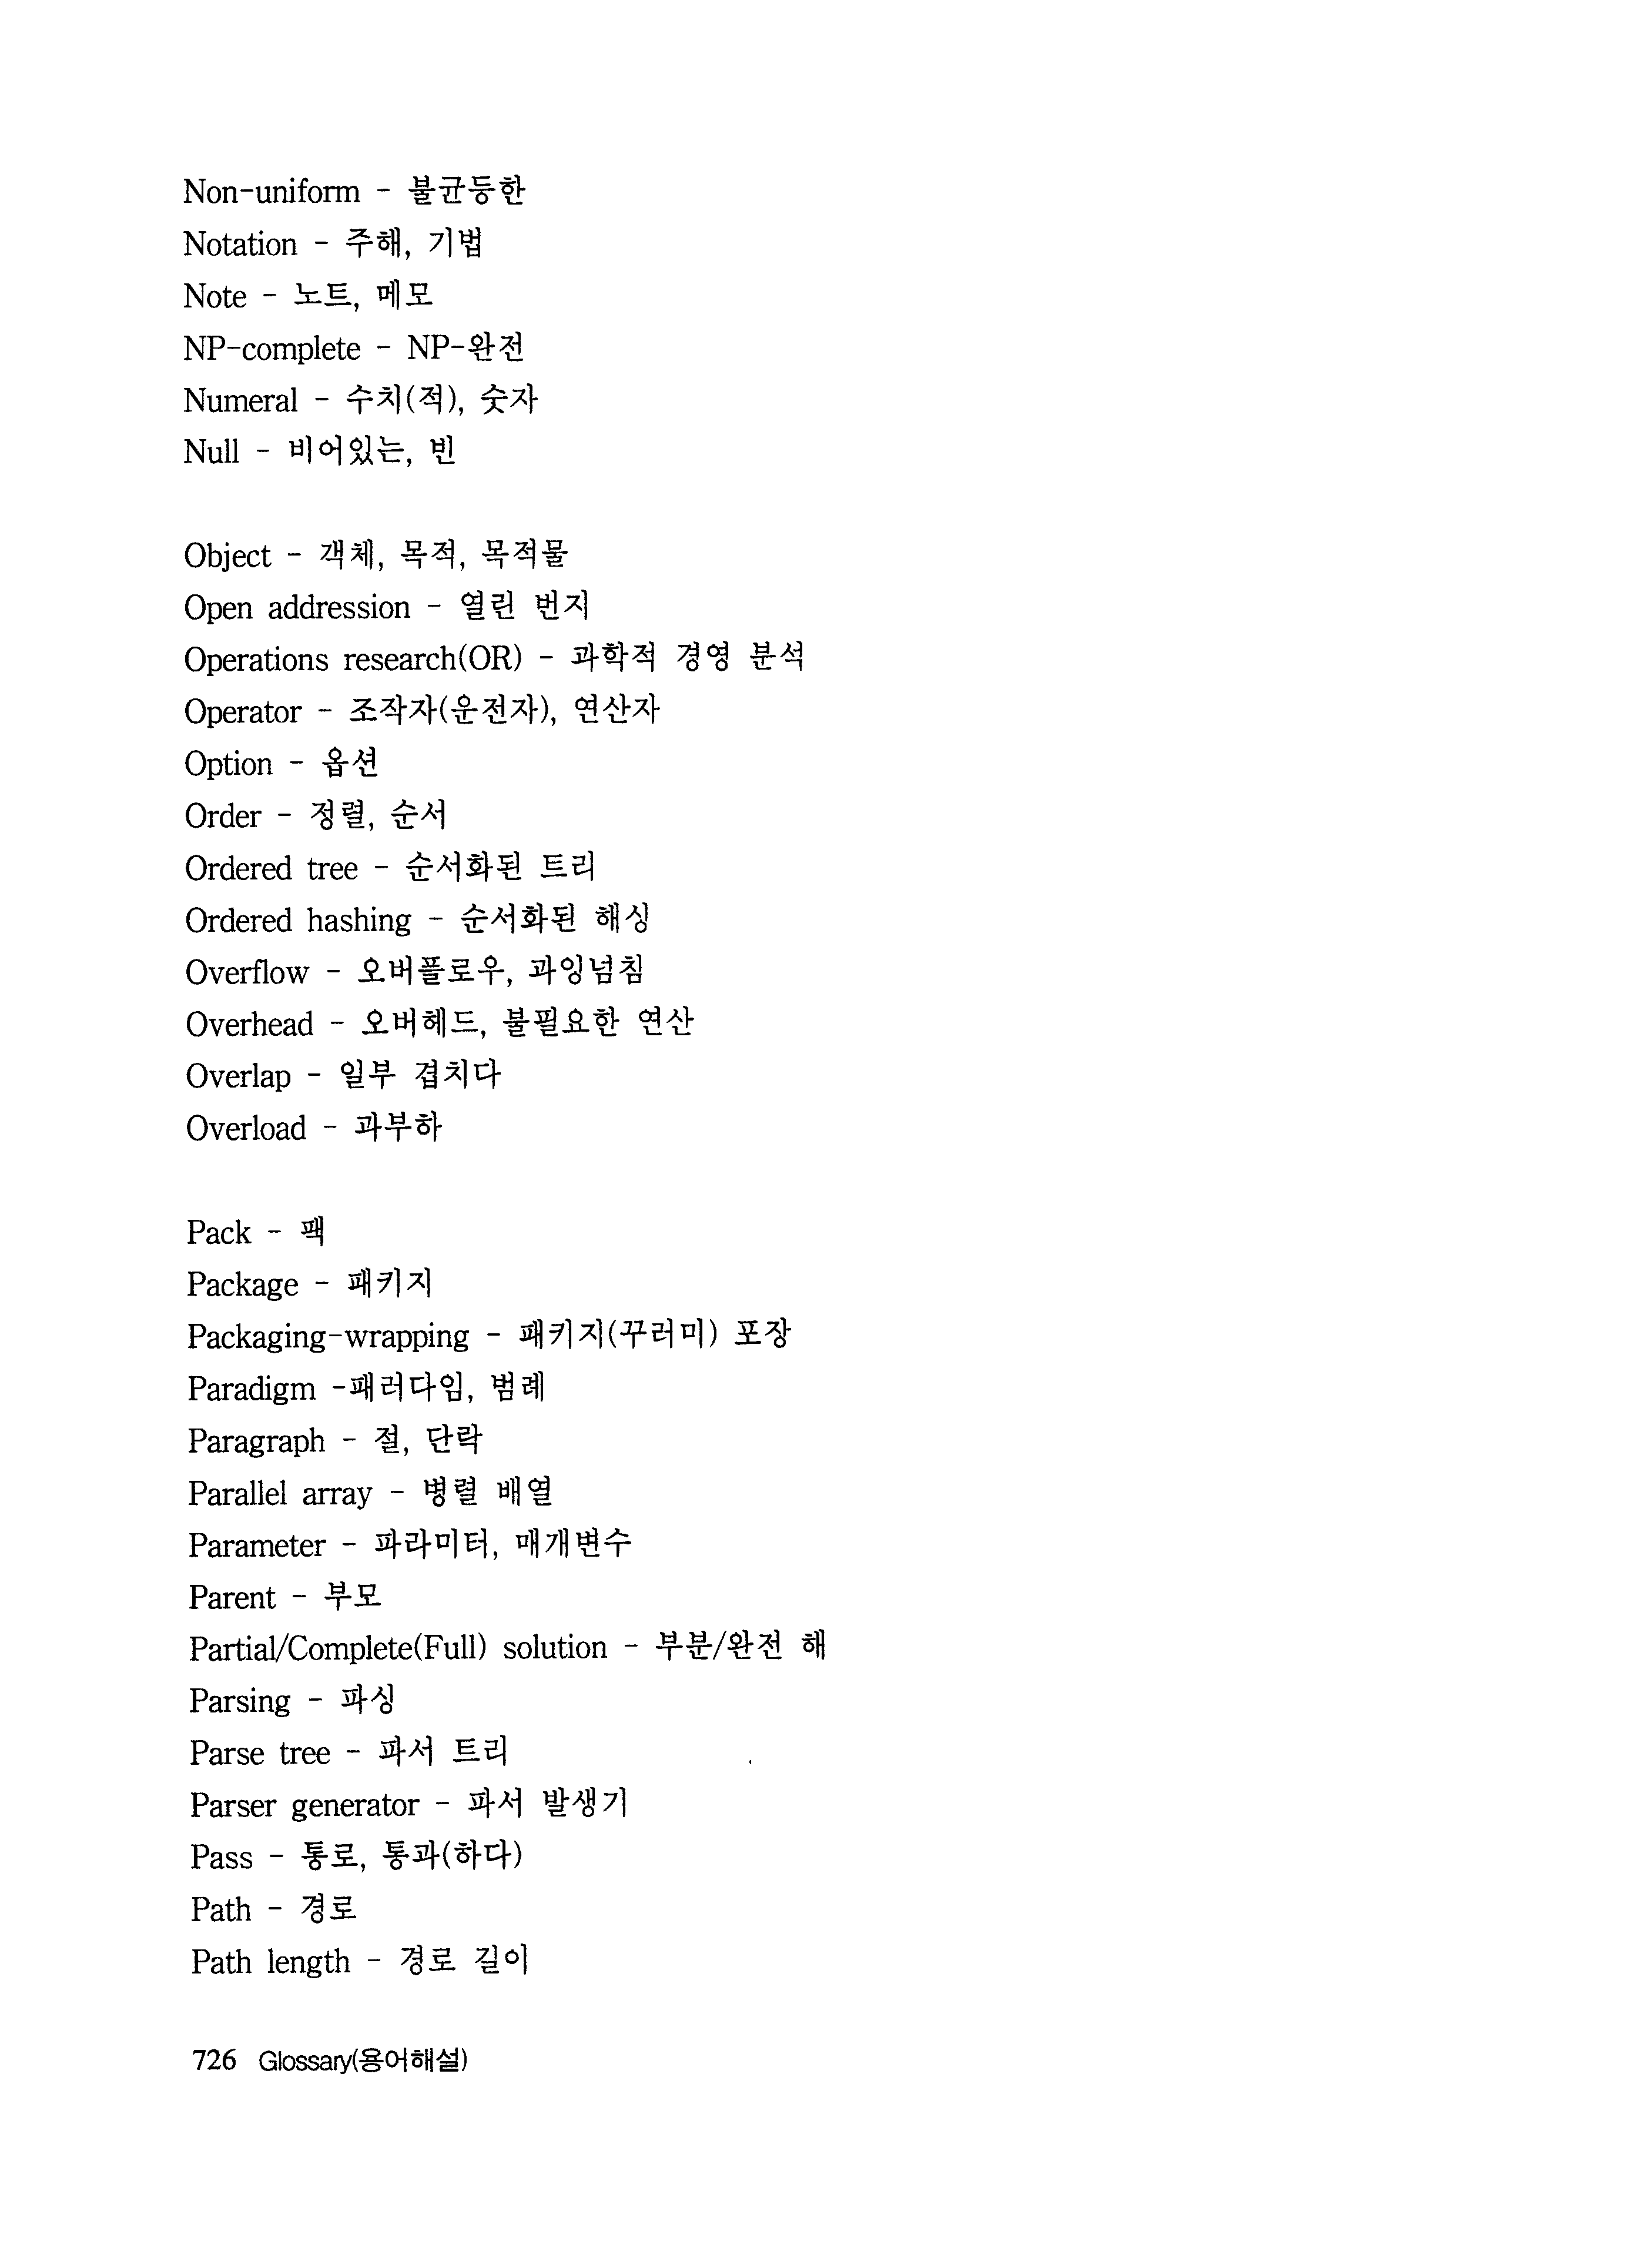 Non-uniform - 불균등한
Notation - 주해, 기법
Note - 노트, 메모
NP-complete - NP-완전
Numeral - 수치(적), 숫자
Null - 비어있는, 빈
Object - 객체, 목적, 목적물
Open addression - 열린 번지
Operations research(OR) - 과학적 경영 분석
Operator - 조작자(운전자), 연산자
Option - 옵션
Order - 정렬, 순서
Ordered tree - 순서화된 트리
Ordered hashing - 순서화된 해싱
Overflow - 오버플로우, 과잉넘침
Overhead - 오버헤드, 불필요한 연산
Overlap - 일부 겹치다
Overload - 과부하
Pack - 팩
Package - 패키지
Packaging-wrapping - 패키지(꾸러미) 포장
Paradigm -패러다임, 범례
Paragraph - 절, 단락
Parallel array - 병렬 배열
Parameter - 파라미터, 매개변수
Parent - 부모
Partial/Complete(Full) solution - 부분/완전 해
Parsing - 파싱
Parse tree - 파서 트리
Parser generator - 파서 발생기
Pass - 통로, 통과(하다)
Path - 경로
Path length - 경로 길이
726 Glossary(용어해설)